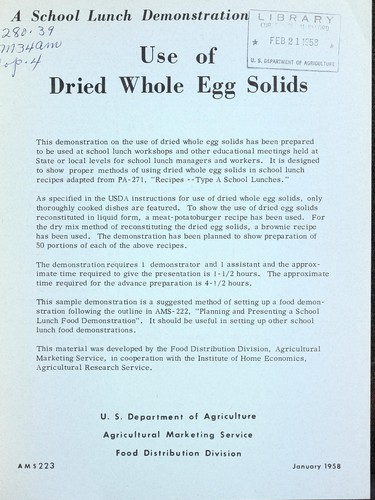 A School Lunch Demonstration
280.39
M34am
cop.4
LIBRARY
★ FEB 21 1958 ★
U. S. DEPARTMENT OF AGRICULTURE
Use of
Dried Whole Egg Solids
This demonstration on the use of dried whole egg solids has been prepared
to be used at school lunch workshops and other educational meetings held at
State or local levels for school lunch managers and workers. It is designed
to show proper methods of using dried whole egg solids in school lunch
recipes adapted from PA-271, "Recipes --Type A School Lunches."
As specified in the USDA instructions for use of dried whole egg solids, only
thoroughly cooked dishes are featured. To show the use of dried egg solids
reconstituted in liquid form, a meat-potatoburger recipe has been used. For
the dry mix method of reconstituting the dried egg solids, a brownie recipe
has been used. The demonstration has been planned to show preparation of
50 portions of each of the above recipes.
The demonstration requires 1 demonstrator and 1 assistant and the approx-
imate time required to give the presentation is 1-1/2 hours. The approximate
time required for the advance preparation is 4-1/2 hours.
This sample demonstration is a suggested method of setting up a food demon-
stration following the outline in AMS-222, "Planning and Presenting a School
Lunch Food Demonstration". It should be useful in setting up other school
lunch food demonstrations.
This material was developed by the Food Distribution Division, Agricultural
Marketing Service, in cooperation with the Institute of Home Economics,
Agricultural Research Service.
U. S. Department of Agriculture
Agricultural Marketing Service
Food Distribution Division
AMS223
January 1958